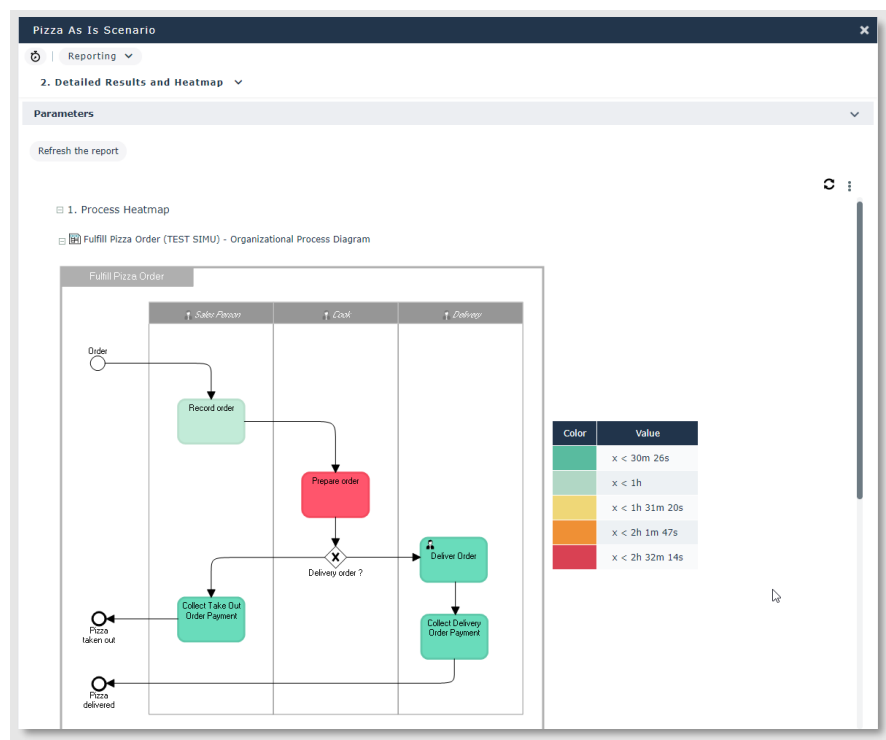 Pizza As Is Scenario
Reporting
2. Detailed Results and Heatmap
Parameters
Refresh the report
1. Process Heatmap
Fulfill Pizza Order (TEST SIMU) - Organizational Process Diagram
Fulfill Pizza Order
Sales Person
Cook
Delivery
Order
Record order
Color
Value
x < 30m 26s
x < 1h
x < 1h 31m 20s
x < 2h 1m 47s
x < 2h 32m 14s
Prepare order
Deliver Order
Delivery order ?
Collect Take Out
Order Payment
Collect Delivery
Order Payment
Pizza
taken out
Pizza
delivered